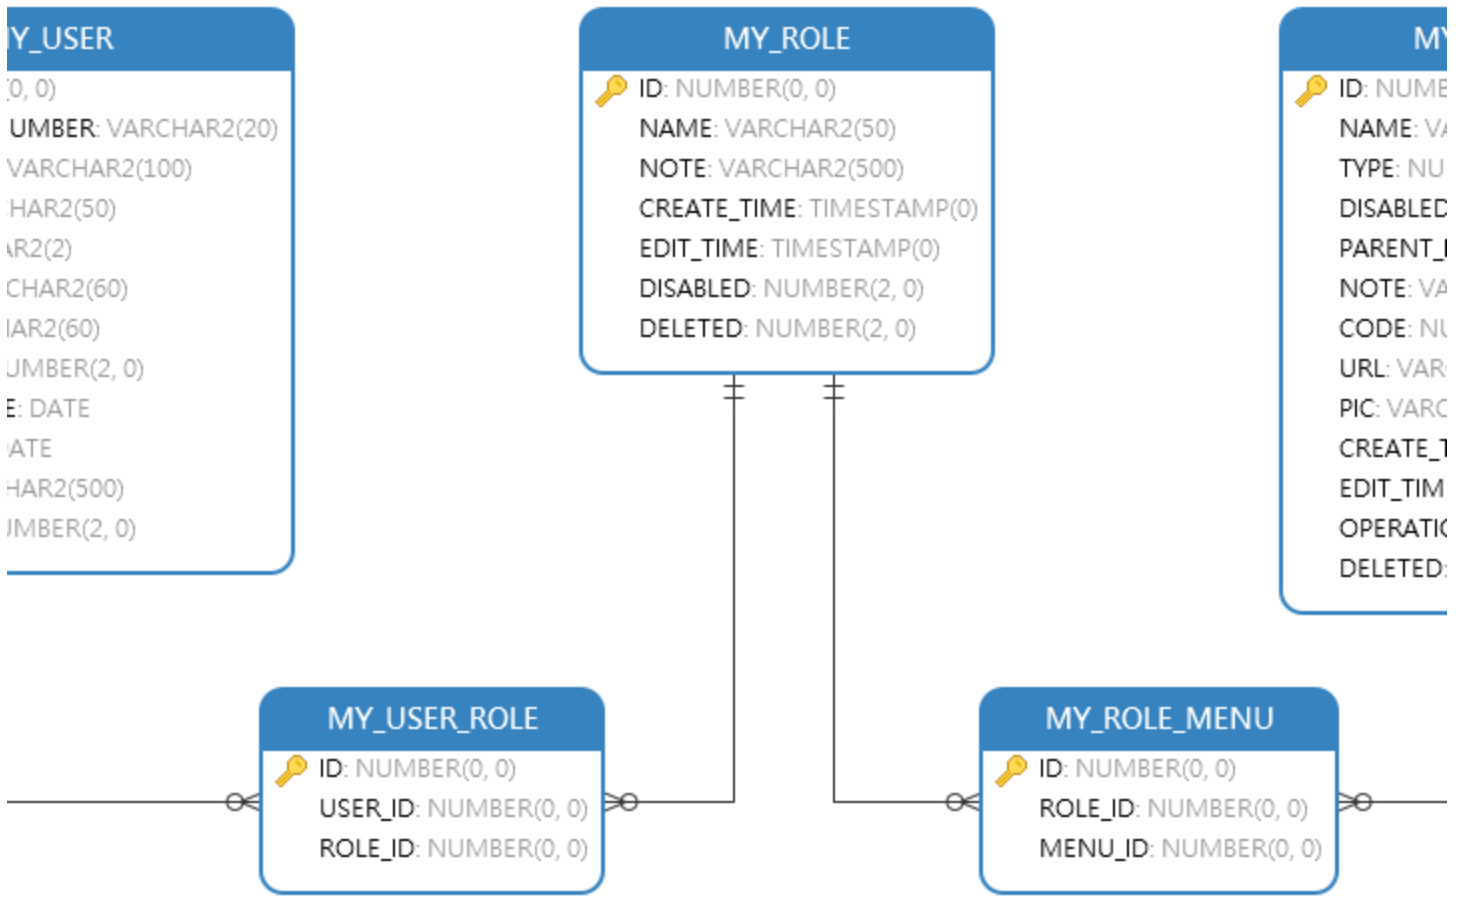 Y_USER
(0, 0)
UMBER: VARCHAR2(20)
VARCHAR2(100)
HAR2(50)
AR2(2)
CHAR2(60)
AR2(60)
UMBER(2, 0)
E: DATE
ATE
HAR2(500)
UMBER(2, 0)
MY_ROLE
ID: NUMBER(0, 0)
NAME: VARCHAR2(50)
NOTE: VARCHAR2(500)
CREATE_TIME: TIMESTAMP(0)
EDIT_TIME: TIMESTAMP(0)
DISABLED: NUMBER(2, 0)
DELETED: NUMBER(2, 0)
MY
ID: NUMB
NAME: VA
TYPE: NU
DISABLED
PARENT_
NOTE: VA
CODE: NU
URL: VAR
PIC: VARC
CREATE_T
EDIT_TIM
OPERATIO
DELETED:
MY_USER_ROLE
ID: NUMBER(0, 0)
USER_ID: NUMBER(0, 0)
ROLE_ID: NUMBER(0, 0)
MY_ROLE_MENU
ID: NUMBER(0, 0)
ROLE_ID: NUMBER(0, 0)
MENU_ID: NUMBER(0, 0)